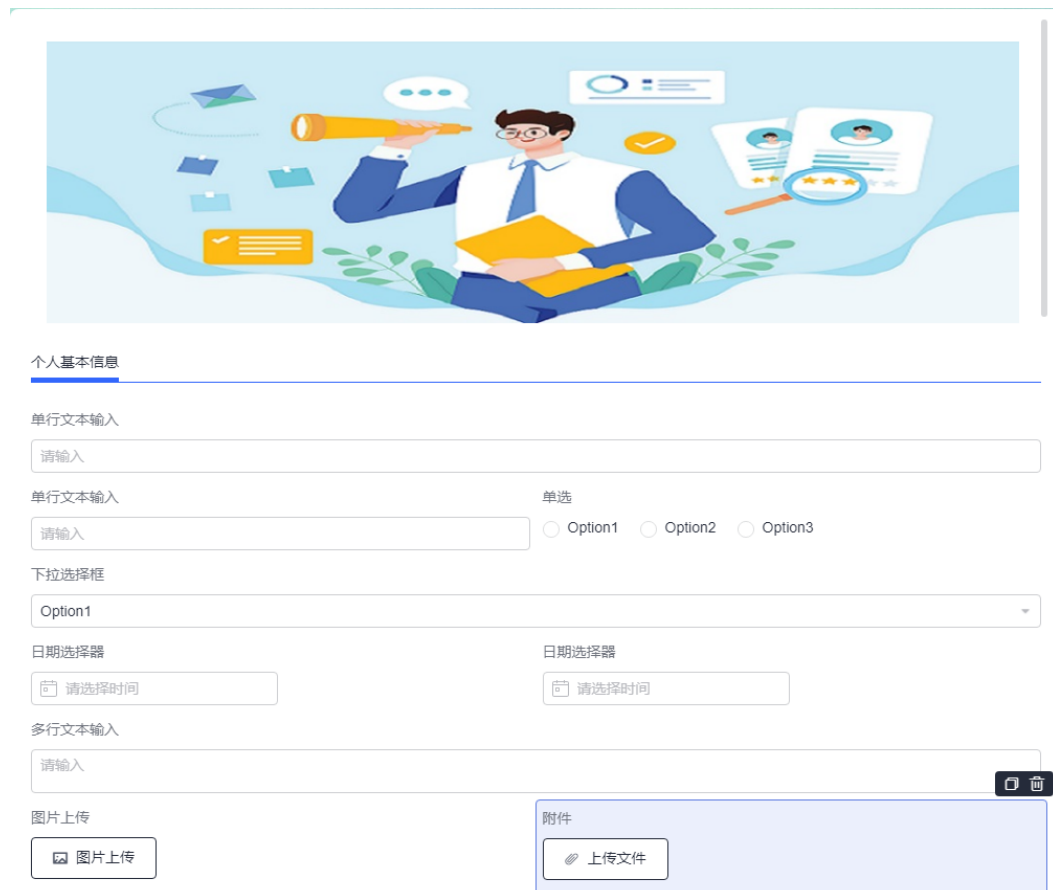 个人基本信息
单行文本输入
请输入
单行文本输入
单选
请输入
Option1
Option2
Option3
下拉选择框
Option1
日期选择器
日期选择器
请选择时间
请选择时间
多行文本输入
请输入
图片上传
附件
图片上传
上传文件